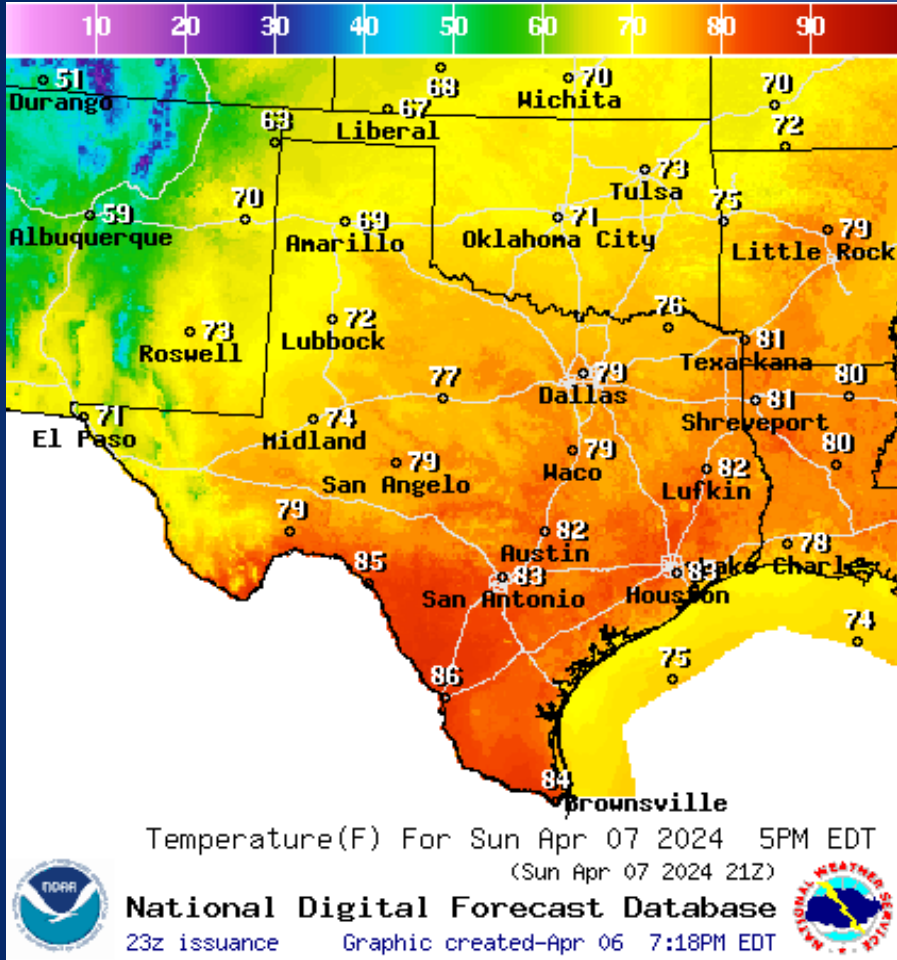 10 20 30 40 50 60 70 80 90
51
Durango
68
70
Wichita
70
67
Liberal
63
72
73
Tulsa
59
Albuquerque
70
69
Amarillo
71
Oklahoma City
75
79
Little Rock
73
Roswell
72
Lubbock
76
81
Texarkana
79
Dallas
77
80
81
Shreveport
71
El Paso
74
Midland
79
San Angelo
79
Waco
82
Lufkin
80
79
82
Austin
78
Lake Charles
85
83
San Antonio
83
Houston
74
75
86
84
Brownsville
Temperature(F) For Sun Apr 07 2024 5PM EDT
(Sun Apr 07 2024 21Z)
NOAA
NATIONAL WEATHER SERVICE
National Digital Forecast Database
23z issuance Graphic created-Apr 06 7:18PM EDT